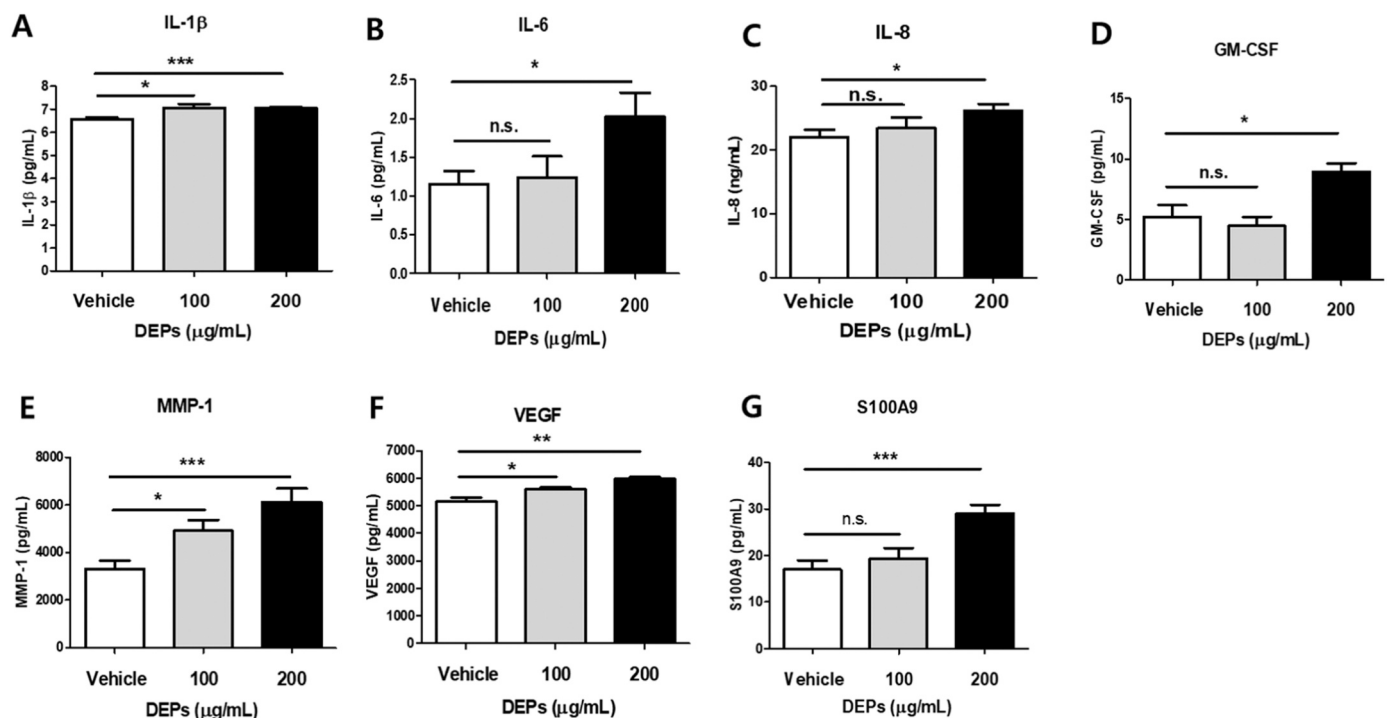 A
IL-1β
***
*
IL-1β (pg/mL)
8
7
6
5
4
3
2
1
0
Vehicle 100 200
DEPs (µg/mL)
B
IL-6
*
n.s.
IL-6 (pg/mL)
2.5
2.0
1.5
1.0
0.5
0.0
Vehicle 100 200
DEPs (µg/mL)
C
IL-8
*
n.s.
IL-8 (ng/mL)
30
20
10
0
Vehicle 100 200
DEPs (µg/mL)
D
GM-CSF
*
n.s.
GM-CSF (pg/mL)
15
10
5
0
Vehicle 100 200
DEPs (µg/mL)
E
MMP-1
***
*
MMP-1 (pg/mL)
8000
6000
4000
2000
0
Vehicle 100 200
DEPs (µg/mL)
F
VEGF
**
*
VEGF (pg/mL)
7000
6000
5000
4000
3000
2000
1000
0
Vehicle 100 200
DEPs (µg/mL)
G
S100A9
***
n.s.
S100A9 (pg/mL)
40
30
20
10
0
Vehicle 100 200
DEPs (µg/mL)